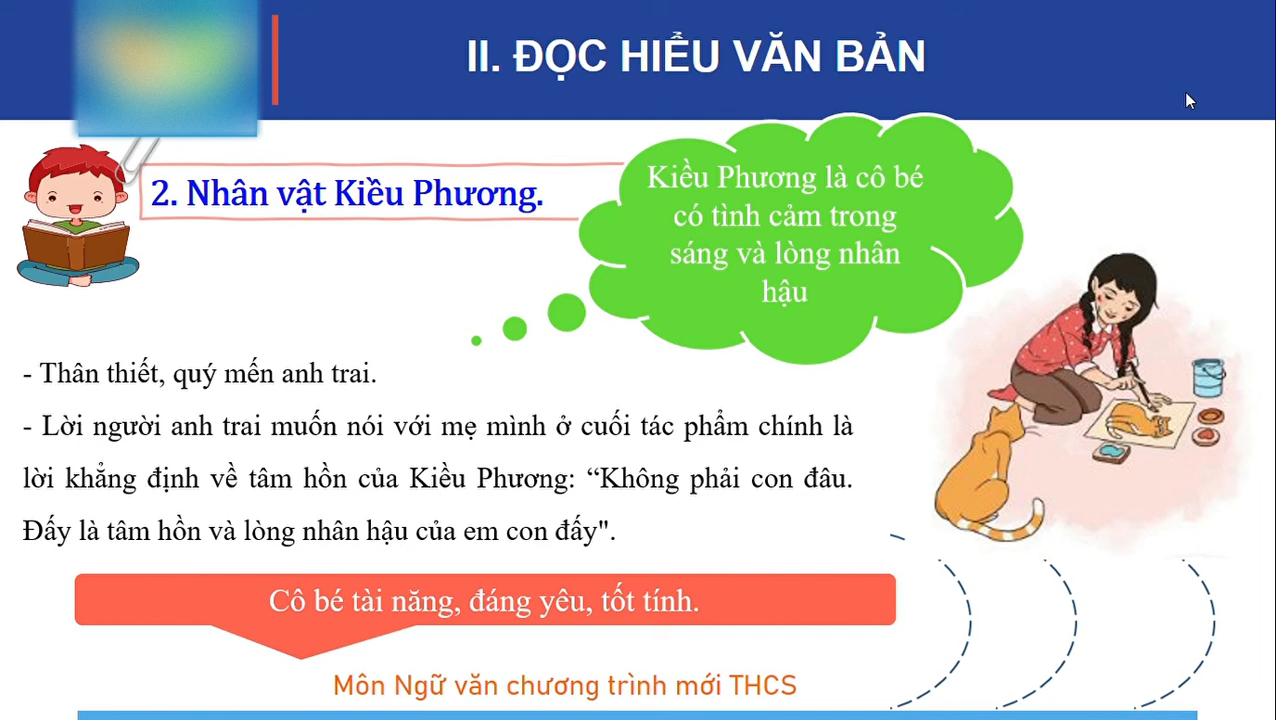 II. ĐỌC HIỂU VĂN BẢN
2. Nhân vật Kiều Phương.
Kiều Phương là cô bé
có tình cảm trong
sáng và lòng nhân
hậu
- Thân thiết, quý mến anh trai.
- Lời người anh trai muốn nói với mẹ mình ở cuối tác phẩm chính là
lời khẳng định về tâm hồn của Kiều Phương: “Không phải con đâu.
Đấy là tâm hồn và lòng nhân hậu của em con đấy".
Cô bé tài năng, đáng yêu, tốt tính.
Môn Ngữ văn chương trình mới THCS